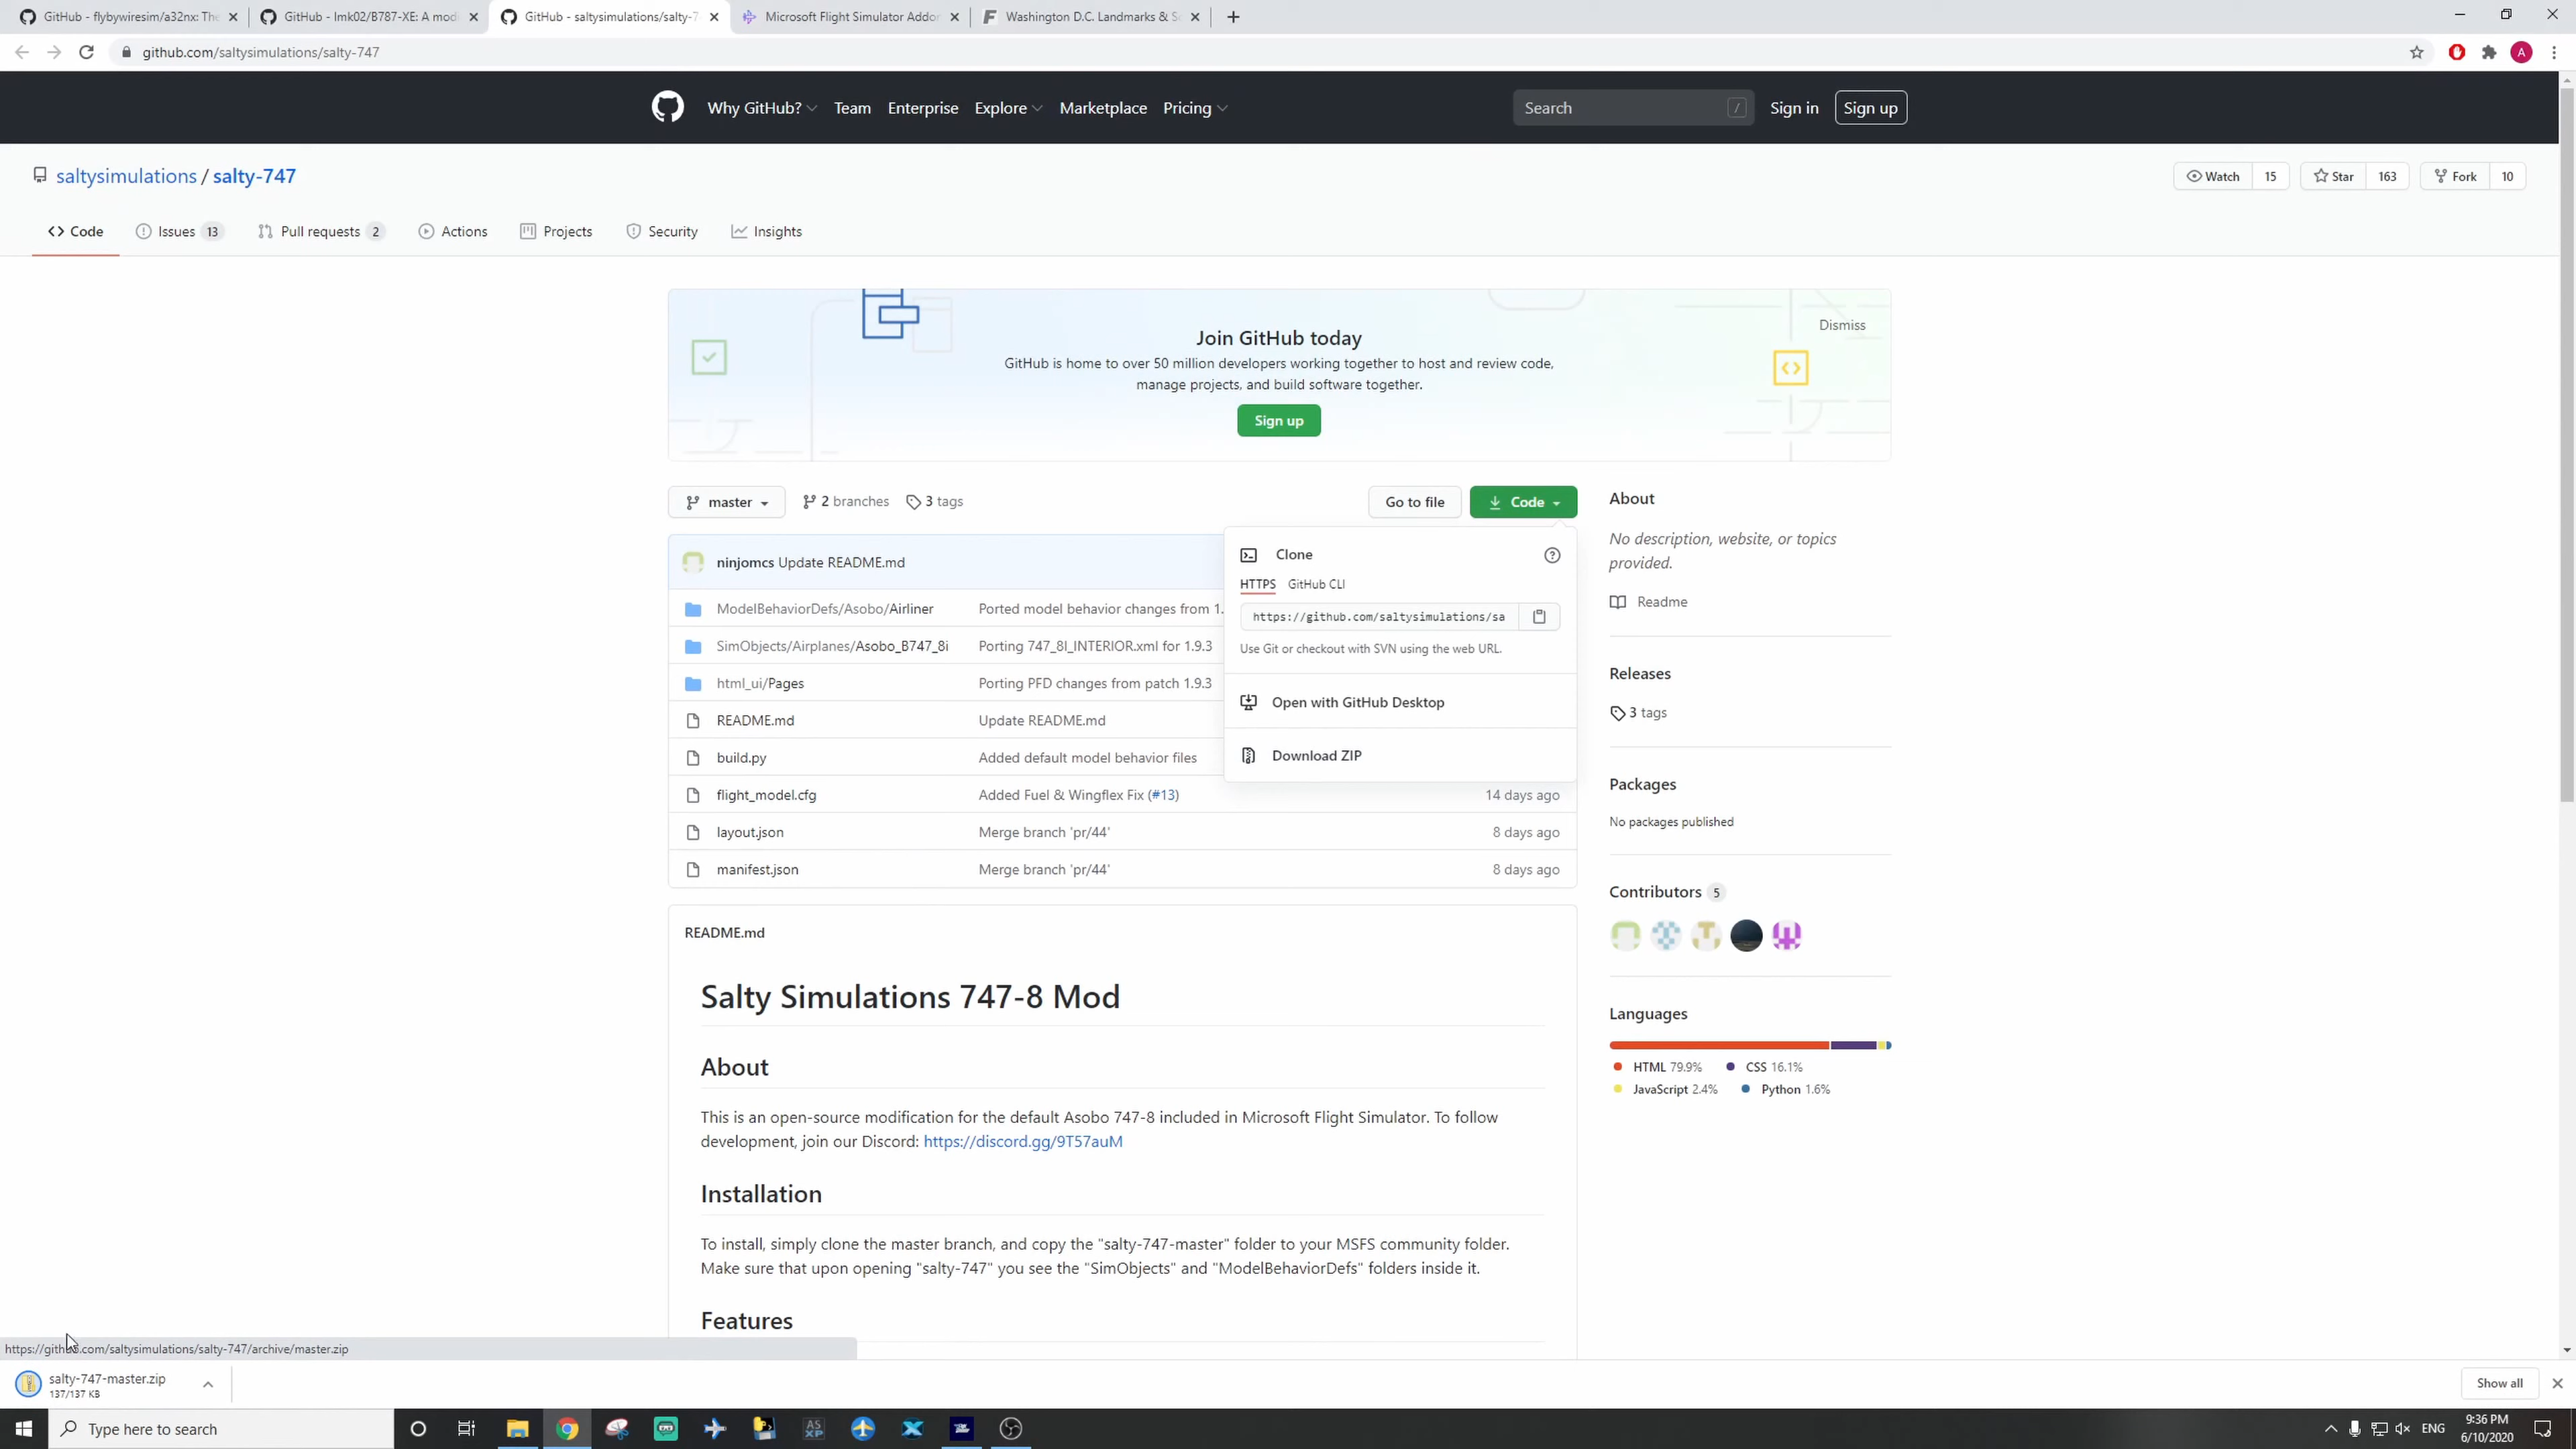 GitHub - flybywiresim/a32nx: The
GitHub - lmk02/B787-XE: A modi
GitHub - saltysimulations/salty-7
Microsoft Flight Simulator Addon
Washington D.C. Landmarks & S
github.com/saltysimulations/salty-747
A
Why GitHub? Team Enterprise Explore Marketplace Pricing
Search /
Sign in Sign up
saltysimulations / salty-747
Watch 15 Star 163 Fork 10
Code Issues 13 Pull requests 2 Actions Projects Security Insights
Join GitHub today
Dismiss
GitHub is home to over 50 million developers working together to host and review code,
manage projects, and build software together.
Sign up
master 2 branches 3 tags Go to file Code
ninjomcs Update README.md
ModelBehaviorDefs/Asobo/Airliner Ported model behavior changes from 1.
SimObjects/Airplanes/Asobo_B747_8i Porting 747_8I_INTERIOR.xml for 1.9.3
html_ui/Pages Porting PFD changes from patch 1.9.3
README.md Update README.md
build.py Added default model behavior files
flight_model.cfg Added Fuel & Wingflex Fix (#13) 14 days ago
layout.json Merge branch 'pr/44' 8 days ago
manifest.json Merge branch 'pr/44' 8 days ago
Clone
HTTPS GitHub CLI
https://github.com/saltysimulations/sa
Use Git or checkout with SVN using the web URL.
Open with GitHub Desktop
Download ZIP
About
No description, website, or topics
provided.
Readme
Releases
3 tags
Packages
No packages published
Contributors 5
Languages
HTML 79.9% CSS 16.1%
JavaScript 2.4% Python 1.6%
README.md
Salty Simulations 747-8 Mod
About
This is an open-source modification for the default Asobo 747-8 included in Microsoft Flight Simulator. To follow
development, join our Discord: https://discord.gg/9T57auM
Installation
To install, simply clone the master branch, and copy the "salty-747-master" folder to your MSFS community folder.
Make sure that upon opening "salty-747" you see the "SimObjects" and "ModelBehaviorDefs" folders inside it.
Features
https://github.com/saltysimulations/salty-747/archive/master.zip
salty-747-master.zip
137/137 KB
Show all
Type here to search
AS
XP
ENG
9:36 PM
6/10/2020